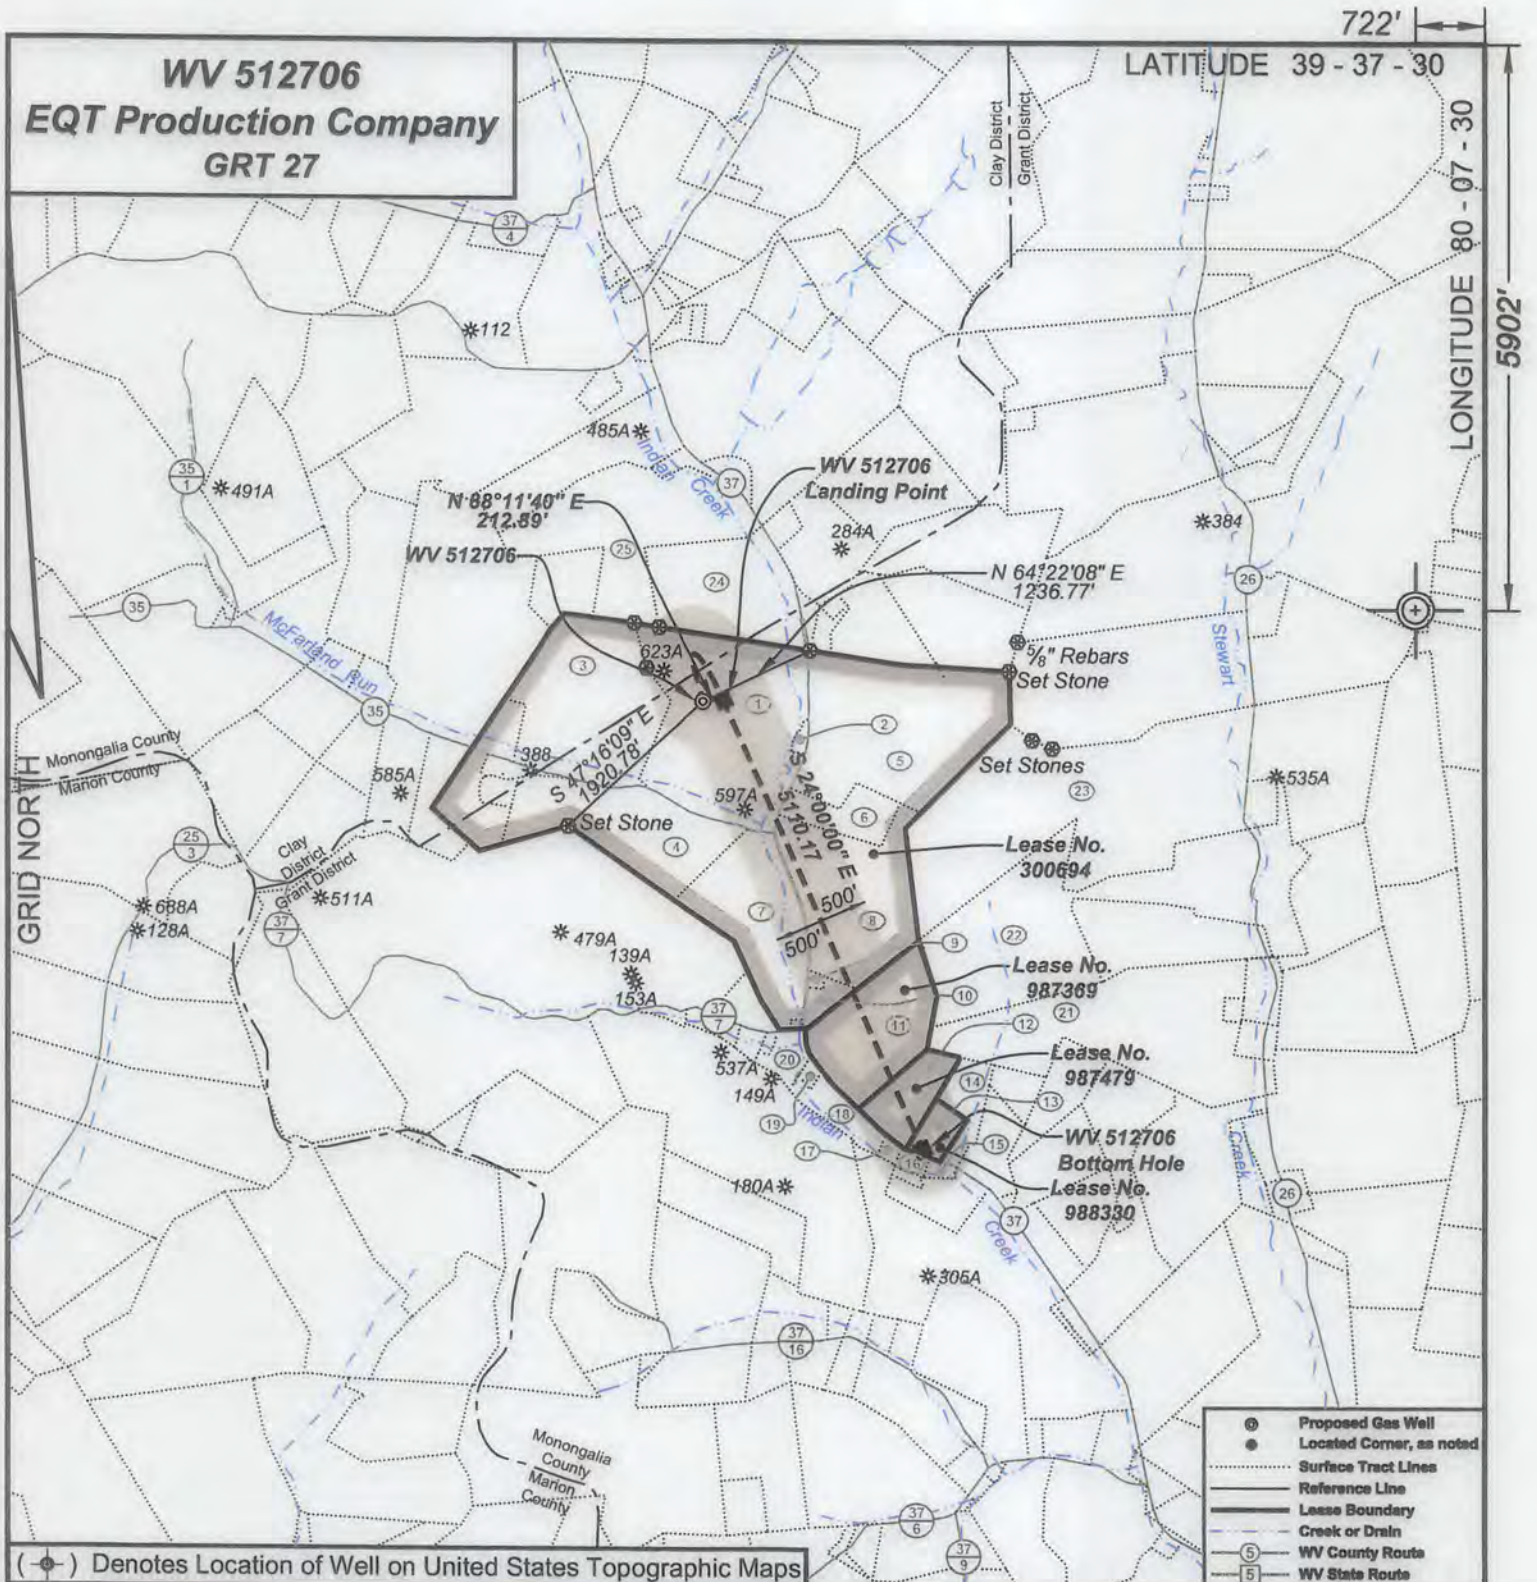 722'
WV 512706
EQT Production Company
GRT 27
LATITUDE 39 - 37 - 30
LONGITUDE 80 - 07 - 30
5902'
Clay District
Grant District
37
4
112
485A
Indian
Creek
37
WV 512706
Landing Point
35
1
491A
N 88°11'40" E
212.89'
284A
384
WV 512706
25
24
N 64°22'08" E
1236.77'
26
35
McFarland Run
3
623A
5/8" Rebars
Set Stone
Stewart
35
1
2
Monongalia County
Marion County
388
S 47°16'09" E
1920.78'
5
Set Stones
585A
597A
S 24°00'00" E
5110.17'
23
535A
GRID NORTH
25
3
Clay
District
Grant District
Set Stone
4
6
Lease No.
300694
688A
511A
128A
37
7
479A
7
500'
500'
8
9
22
139A
153A
Lease No.
987369
10
37
7
11
12
21
20
537A
149A
Lease No.
987479
14
13
19
18
Indian
17
16
15
WV 512706
Bottom Hole
Creek
180A
Lease No.
988330
26
37
Creek
305A
37
16
Monongalia
County
Marion
County
37
6
37
9
Proposed Gas Well
Located Corner, as noted
Surface Tract Lines
Reference Line
Lease Boundary
Creek or Drain
5 WV County Route
5 WV State Route
( ) Denotes Location of Well on United States Topographic Maps